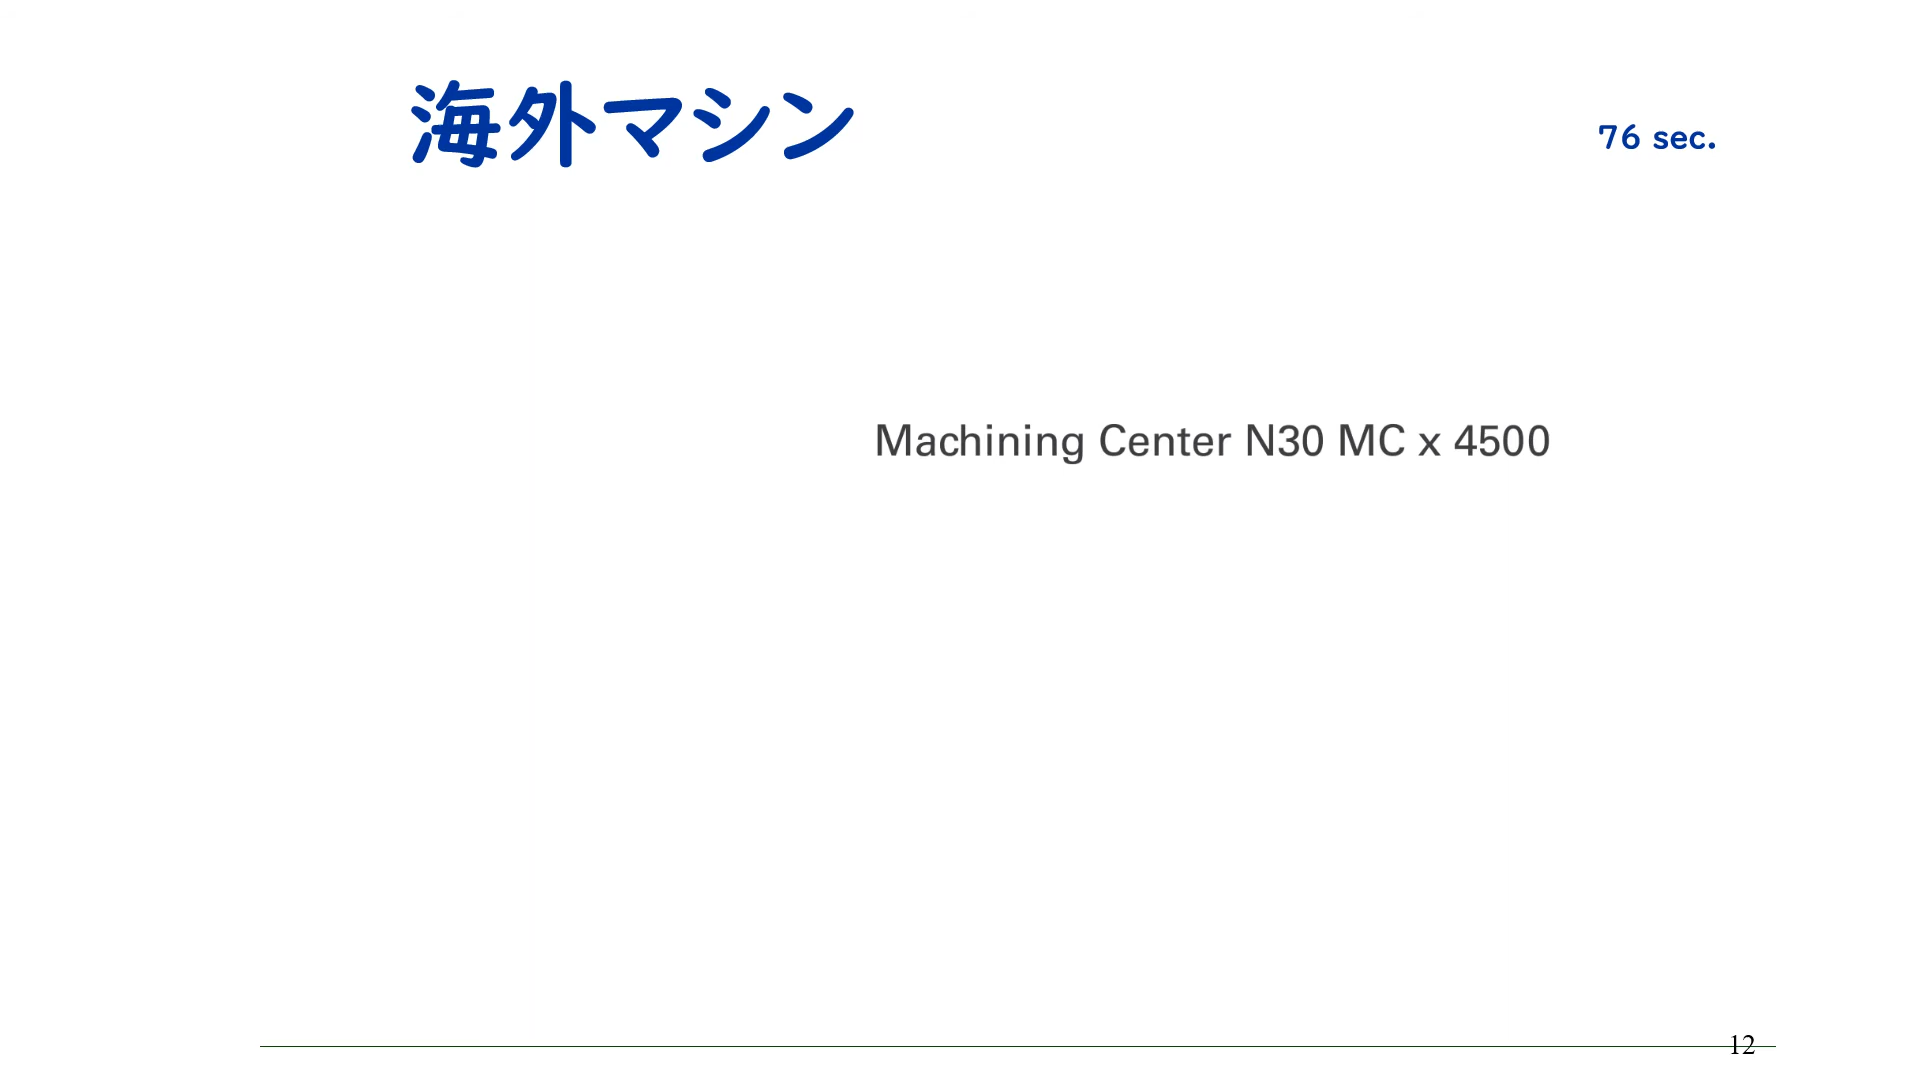 海外マシン
76 sec.
Machining Center N30 MC x 4500
12